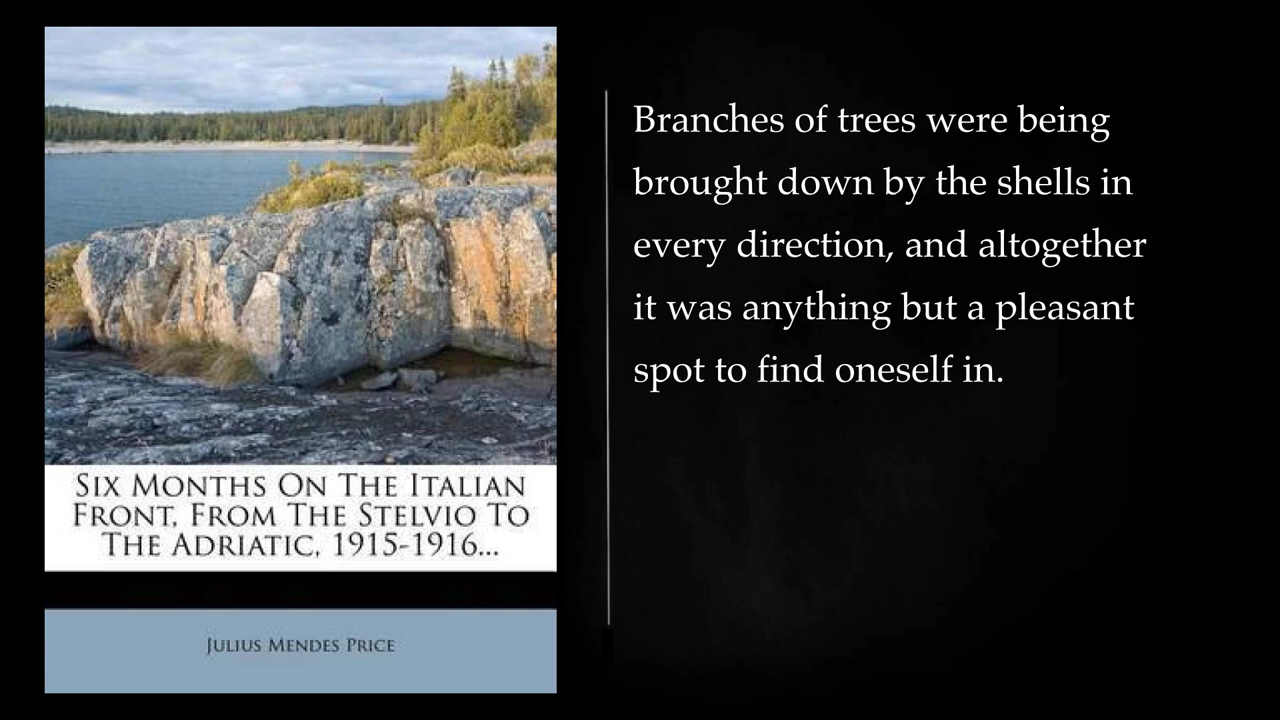 Six Months On The Italian
Front, From The Stelvio To
The Adriatic, 1915-1916...
Julius Mendes Price
Branches of trees were being
brought down by the shells in
every direction, and altogether
it was anything but a pleasant
spot to find oneself in.